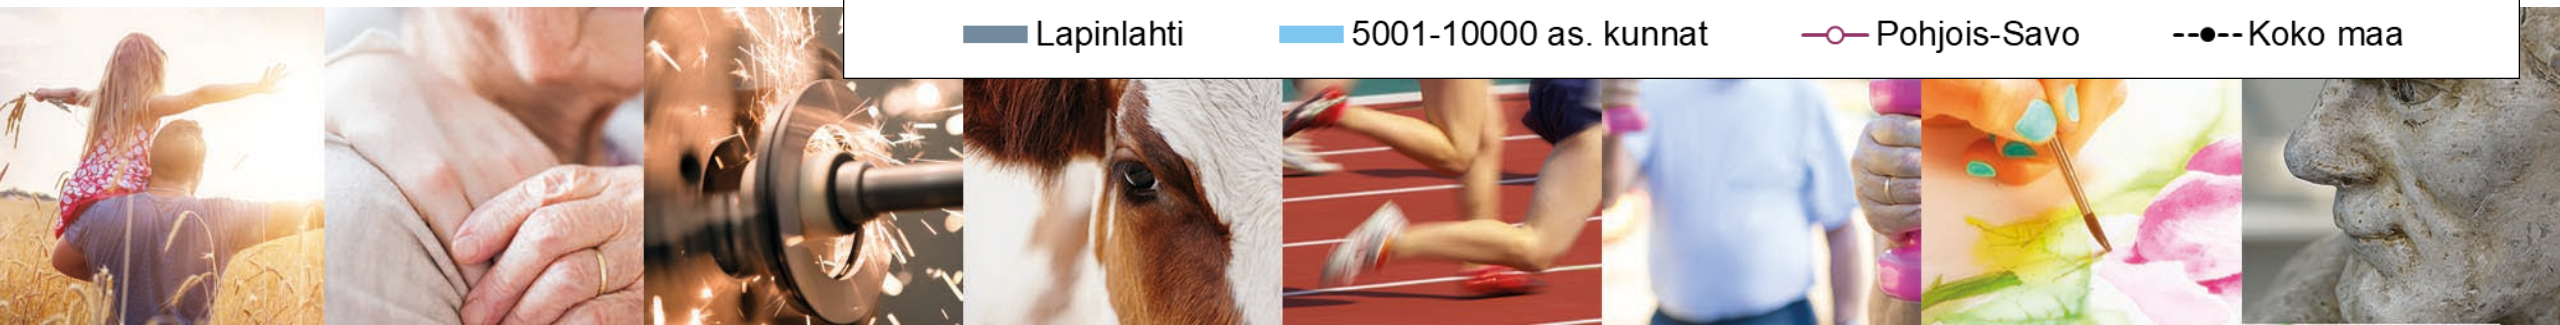 Lapinlahti 5001-10000 as. kunnat Pohjois-Savo Koko maa